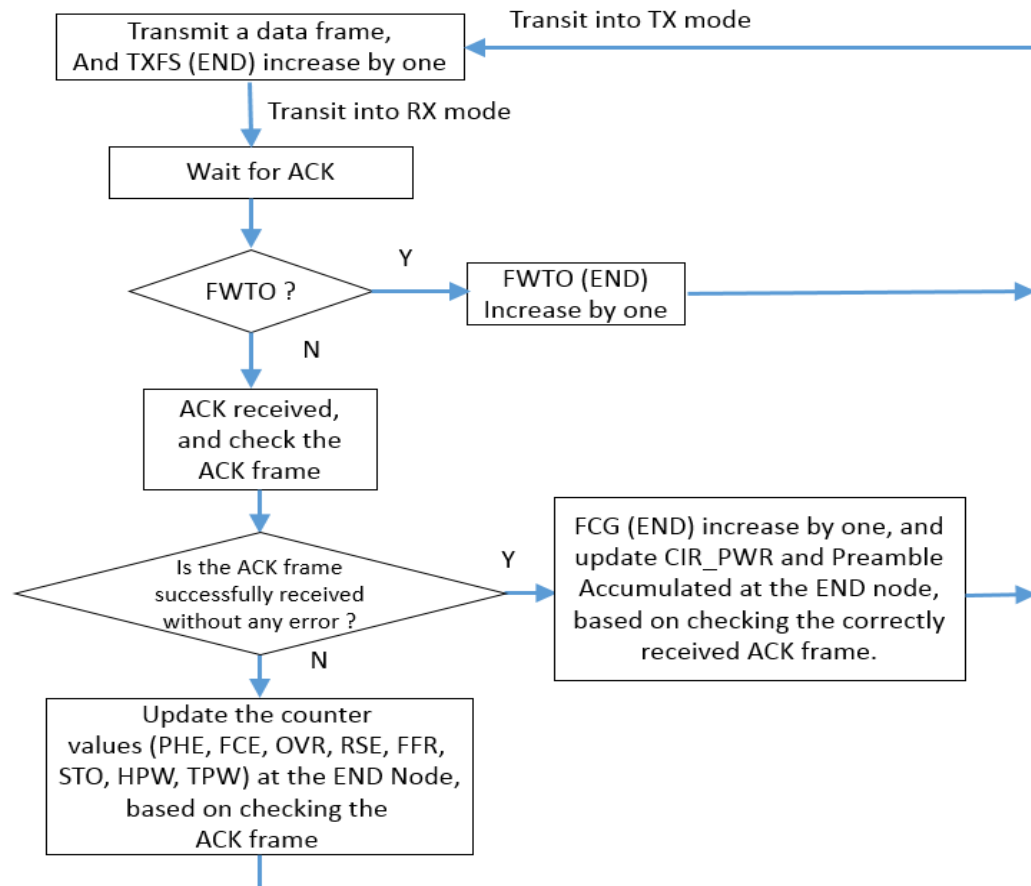 Transit into TX mode
Transmit a data frame,
And TXFS (END) increase by one
Transit into RX mode
Wait for ACK
Y
FWTO ?
FWTO (END)
Increase by one
N
ACK received,
and check the
ACK frame
Is the ACK frame
successfully received
without any error ?
Y
FCG (END) increase by one, and
update CIR_PWR and Preamble
Accumulated at the END node,
based on checking the correctly
received ACK frame.
N
Update the counter
values (PHE, FCE, OVR, RSE, FFR,
STO, HPW, TPW) at the END Node,
based on checking the
ACK frame